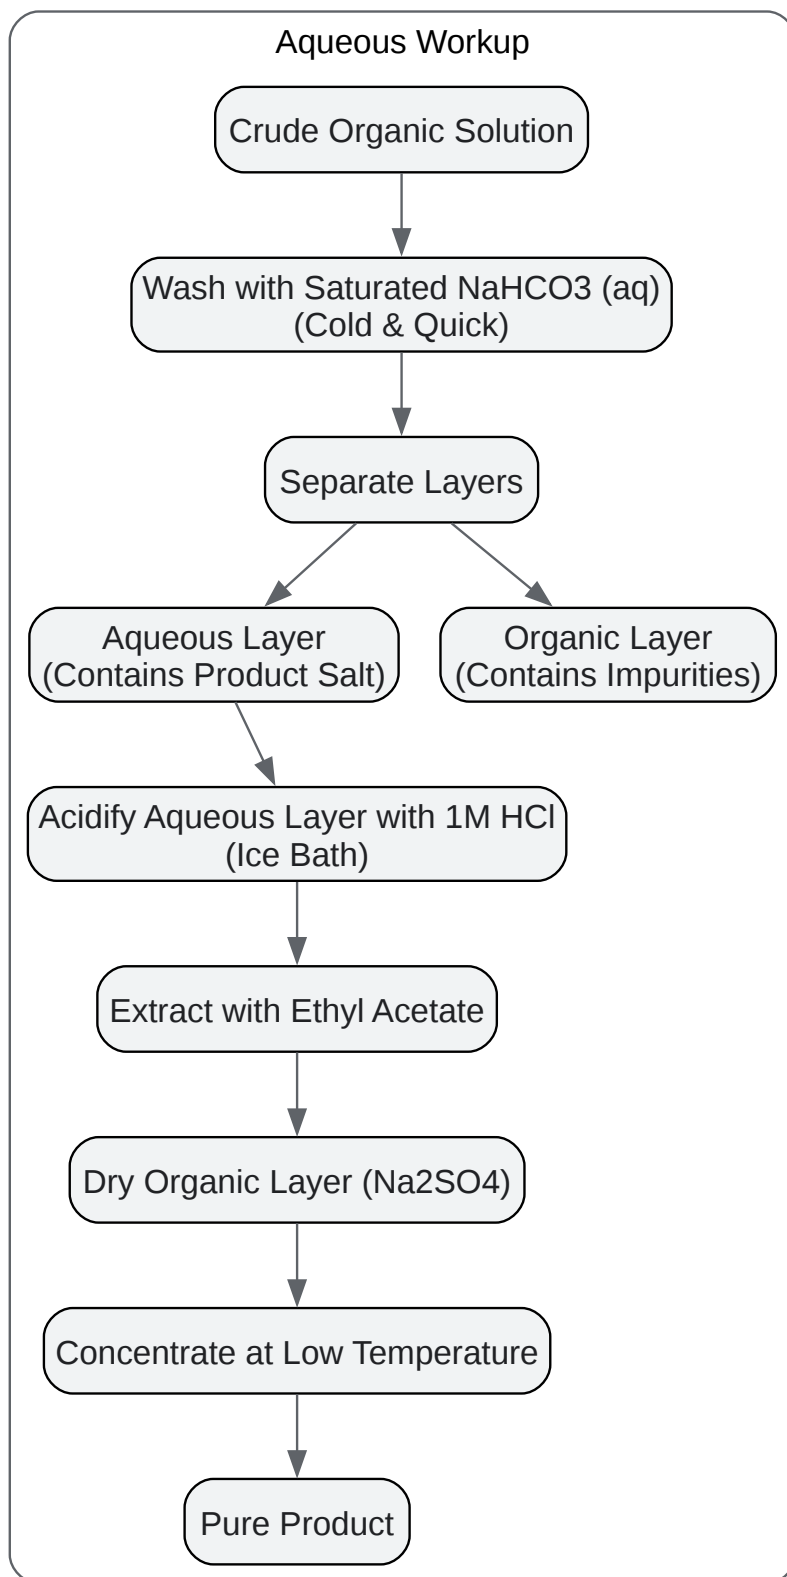 Aqueous Workup
Crude Organic Solution
Wash with Saturated NaHCO3 (aq)
(Cold & Quick)
Separate Layers
Aqueous Layer
(Contains Product Salt)
Organic Layer
(Contains Impurities)
Acidify Aqueous Layer with 1M HCl
(Ice Bath)
Extract with Ethyl Acetate
Dry Organic Layer (Na2SO4)
Concentrate at Low Temperature
Pure Product